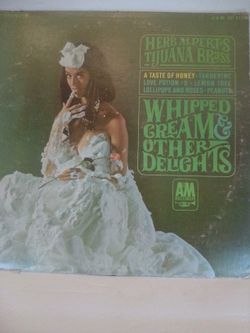 HERB ALPERT'S
TIJUANA BRASS
A TASTE OF HONEY • TANGERINE
LOVE POTION #9 • LEMON TREE
LOLLIPOPS AND ROSES • PEANUTS
WHIPPED
CREAM &
OTHER
DELIGHTS
A&M
RECORDS